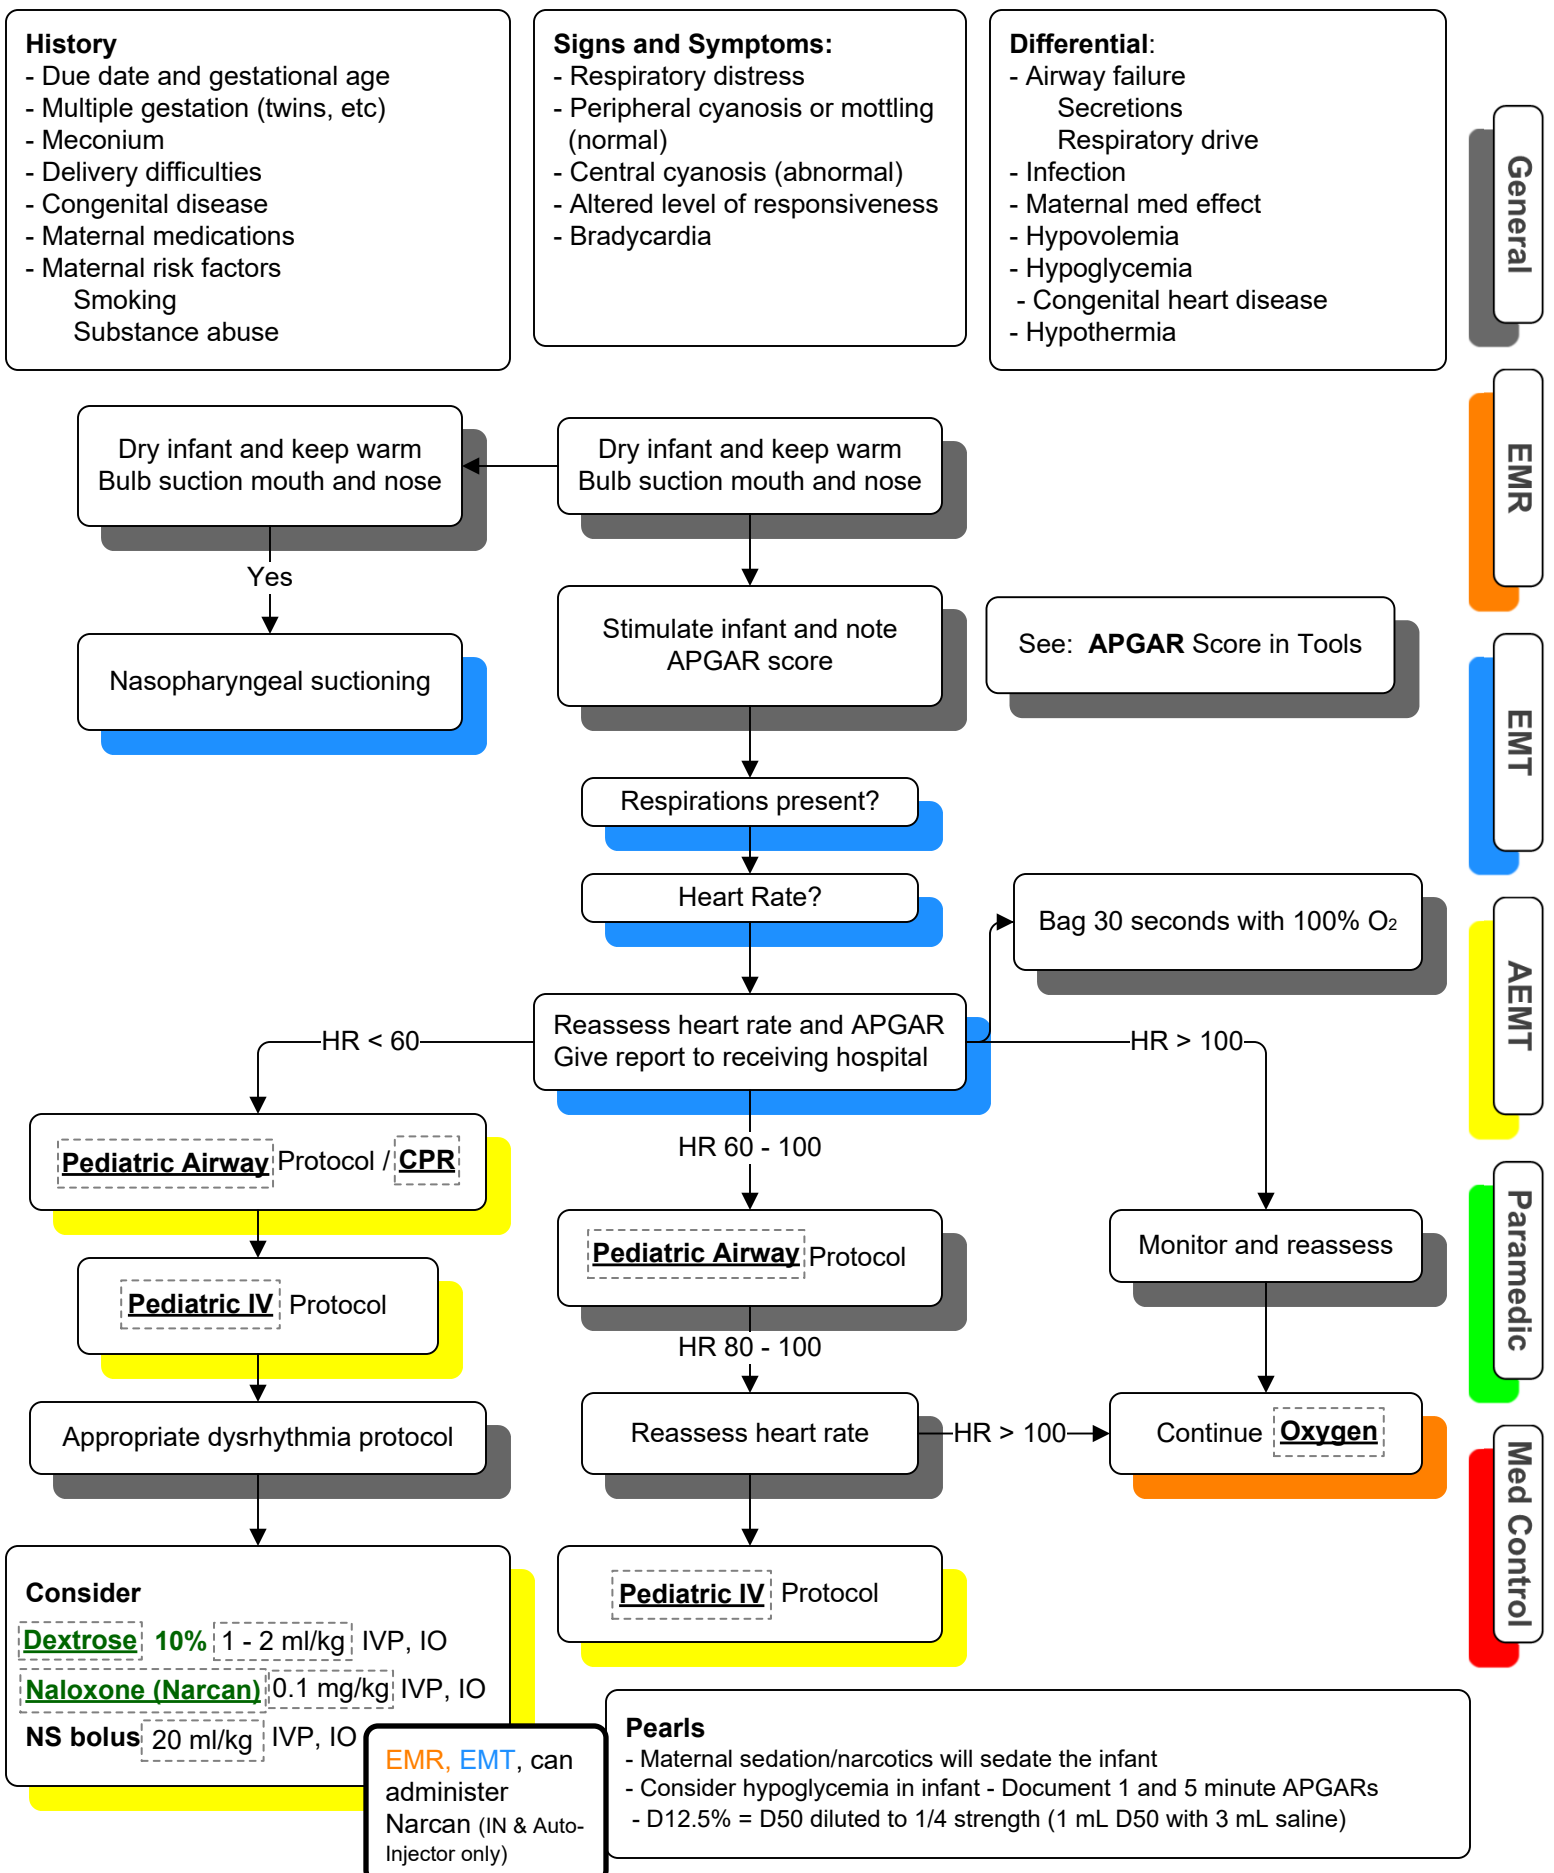 History
- Due date and gestational age
- Multiple gestation (twins, etc)
- Meconium
- Delivery difficulties
- Congenital disease
- Maternal medications
- Maternal risk factors
Smoking
Substance abuse
Signs and Symptoms:
- Respiratory distress
- Peripheral cyanosis or mottling
(normal)
- Central cyanosis (abnormal)
- Altered level of responsiveness
- Bradycardia
Differential:
- Airway failure
Secretions
Respiratory drive
- Infection
- Maternal med effect
- Hypovolemia
- Hypoglycemia
- Congenital heart disease
- Hypothermia
General
EMR
EMT
AEMT
Paramedic
Med Control
Dry infant and keep warm
Bulb suction mouth and nose
Dry infant and keep warm
Bulb suction mouth and nose
Yes
Nasopharyngeal suctioning
Stimulate infant and note
APGAR score
See: APGAR Score in Tools
Respirations present?
Heart Rate?
Bag 30 seconds with 100% O2
Reassess heart rate and APGAR
Give report to receiving hospital
HR < 60
HR > 100
HR 60 - 100
Pediatric Airway Protocol / CPR
Pediatric IV Protocol
Appropriate dysrhythmia protocol
Pediatric Airway Protocol
HR 80 - 100
Reassess heart rate
HR > 100
Monitor and reassess
Continue Oxygen
Pediatric IV Protocol
Consider
Dextrose 10% 1 - 2 ml/kg IVP, IO
Naloxone (Narcan) 0.1 mg/kg IVP, IO
NS bolus 20 ml/kg IVP, IO
EMR, EMT, can
administer
Narcan (IN & Auto-
Injector only)
Pearls
- Maternal sedation/narcotics will sedate the infant
- Consider hypoglycemia in infant - Document 1 and 5 minute APGARs
- D12.5% = D50 diluted to 1/4 strength (1 mL D50 with 3 mL saline)